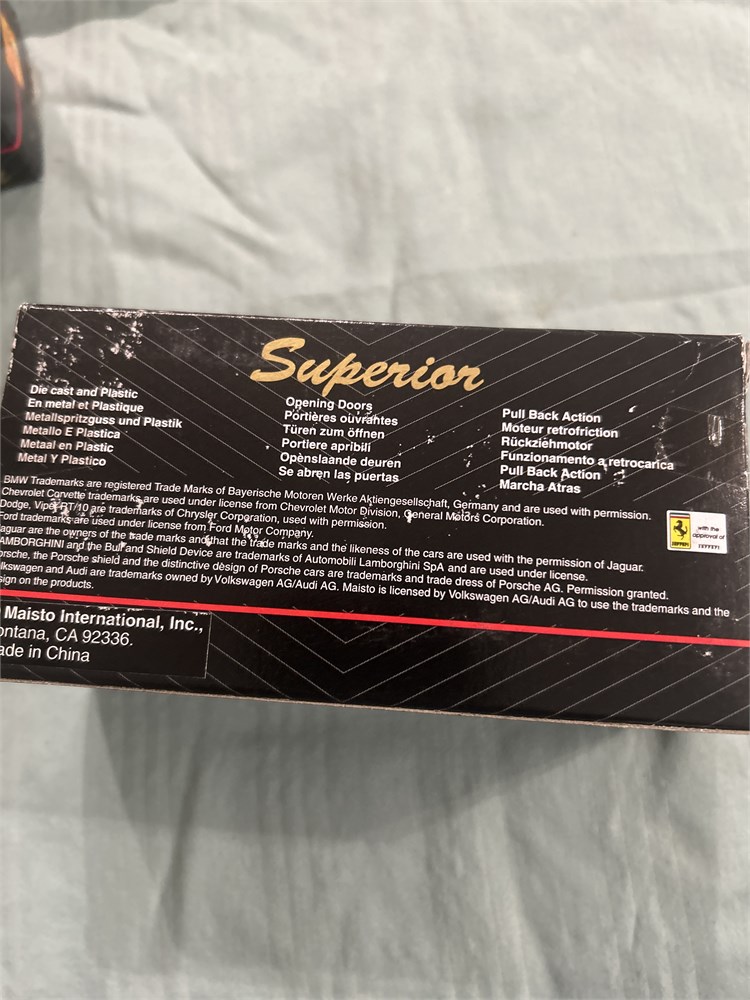 Superior
Die cast and Plastic
En metal et Plastique
Metallspritzguss und Plastik
Metallo E Plastica
Metaal en Plastic
Metal Y Plastico
Opening Doors
Portières ouvrantes
Türen zum öffnen
Portiere apribili
Opènslaande deuren
Se abren las puertas
Pull Back Action
Moteur retrofriction
Rückziehmotor
Funzionamento a retrocarica
Pull Back Action
Marcha Atras
BMW Trademarks are registered Trade Marks of Bayerische Motoren Werke Aktiengesellschaft, Germany and are used with permission.
Chevrolet Corvette trademarks are used under license from Chevrolet Motor Division, General Motors Corporation.
Dodge, Viper RT/10 are trademarks of Chrysler Corporation, used with permission.
Ford trademarks are used under license from Ford Motor Company.
aguar are the owners of the trade marks and that the trade marks and the likeness of the cars are used with the permission of Jaguar.
AMBORGHINI and the Bull and Shield Device are trademarks of Automobili Lamborghini SpA and are used under license.
orsche, the Porsche shield and the distinctive design of Porsche cars are trademarks and trade dress of Porsche AG. Permission granted.
lkswagen and Audi are trademarks owned by Volkswagen AG/Audi AG. Maisto is licensed by Volkswagen AG/Audi AG to use the trademarks and the
sign on the products.
Ferrari
with the
approval of
Ferrari
Maisto International, Inc.,
ontana, CA 92336.
ade in China